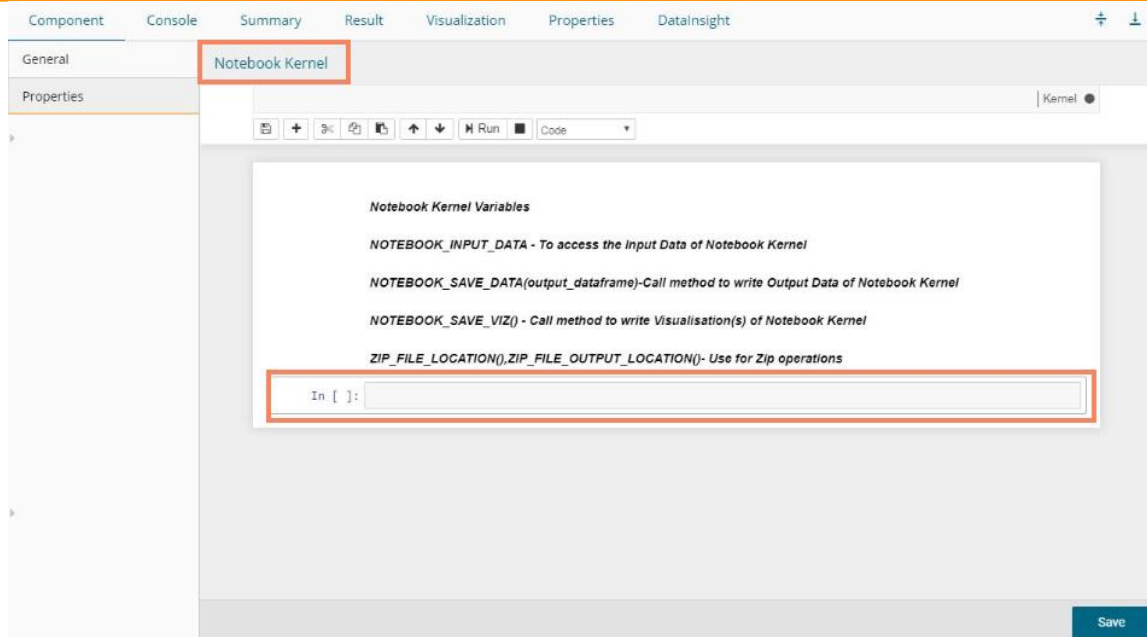 Component Console Summary Result Visualization Properties DataInsight
General
Notebook Kernel
Properties
Kernel
Run Code
Notebook Kernel Variables
NOTEBOOK_INPUT_DATA - To access the Input Data of Notebook Kernel
NOTEBOOK_SAVE_DATA(output_dataframe)-Call method to write Output Data of Notebook Kernel
NOTEBOOK_SAVE_VIZ() - Call method to write Visualisation(s) of Notebook Kernel
ZIP_FILE_LOCATION(),ZIP_FILE_OUTPUT_LOCATION()- Use for Zip operations
In [ ]:
Save